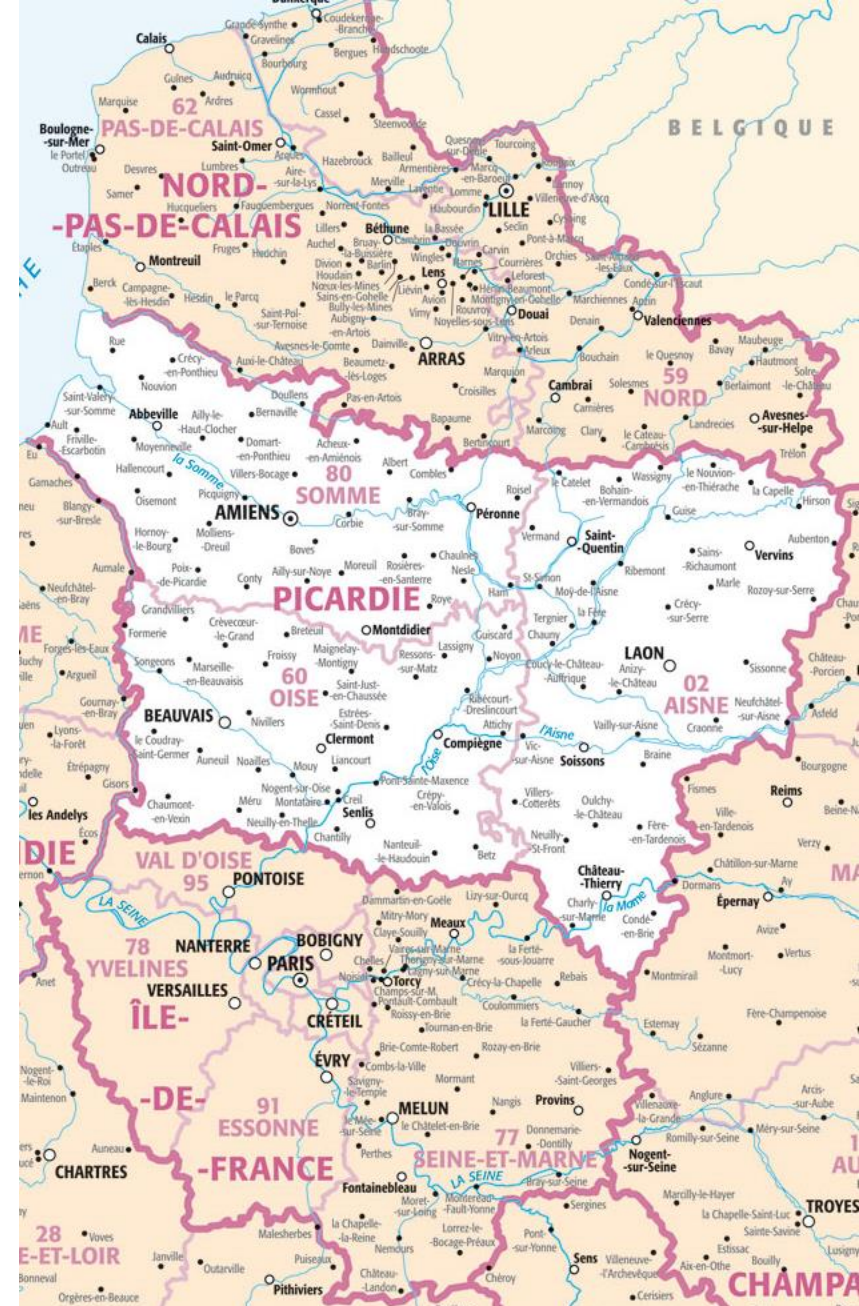 Dunkerque
Grande-Synthe
Coudekerque-
-Branche
Calais
Gravelines
Bourbourg
Bergues
Hondschoote
Guînes
Audruicq
Ardres
Marquise
Wormhout
Cassel
Steenvoorde
62
PAS-DE-CALAIS
Boulogne-
-sur-Mer
le Portel
Outreau
Saint-Omer
Arques
Desvres
Lumbres
Aire-
-sur-la-Lys
Hazebrouck
Bailleul
Merville
Armentières
Quesnoy-
-sur-Deûle
Tourcoing
Roubaix
Marcq-
-en-Baroeul
Lannoy
Lomme
Villeneuve-d'Ascq
LILLE
Haubourdin
Laventie
BELGIQUE
Samer
Hucqueliers
Fauquembergues
Norrent-Fontes
NORD-
-PAS-DE-CALAIS
Lillers
Béthune
la Bassée
Seclin
Cysoing
Pont-à-Marcq
Étaples
Montreuil
Fruges
Heuchin
Auchel
Bruay-
-la-Buissière
Cambrin
Douvrin
Wingles
Carvin
Courrières
Orchies
Saint-Amand-
-les-Eaux
Divion
Barlin
Houdain
Lens
Harnes
Leforest
Condé-sur-l'Escaut
Berck
Campagne-
-lès-Hesdin
Hesdin
le Parcq
Nœux-les-Mines
Sains-en-Gohelle
Bully-les-Mines
Liévin
Avion
Hénin-Beaumont
Montigny-en-Gohelle
Marchiennes
Anzin
Saint-Pol-
-sur-Ternoise
Aubigny-
-en-Artois
Vimy
Rouvroy
Noyelles-sous-Lens
Douai
Denain
Valenciennes
Avesnes-le-Comte
Dainville
ARRAS
Vitry-en-Artois
Arleux
Bouchain
le Quesnoy
Bavay
Maubeuge
Hautmont
Rue
Crécy-
-en-Ponthieu
Auxi-le-Château
Beaumetz-
-lès-Loges
Marquion
59
NORD
Solre-
-le-Château
Nouvion
Croisilles
Cambrai
Solesmes
Berlaimont
Saint-Valery-
-sur-Somme
Doullens
Pas-en-Artois
Carnières
Landrecies
Avesnes-
-sur-Helpe
Abbeville
Ailly-le-
-Haut-Clocher
Bernaville
Bapaume
Marcoing
Clary
le Cateau-
-Cambrésis
Ault
Friville-
-Escarbotin
Moyenneville
Domart-
-en-Ponthieu
Acheux-
-en-Amiénois
Bertincourt
Trélon
Eu
Hallencourt
la Somme
Villers-Bocage
80
SOMME
Albert
Combles
Wassigny
le Nouvion-
-en-Thiérache
Gamaches
le Catelet
Bohain-
-en-Vermandois
la Capelle
Hirson
Blangy-
-sur-Bresle
Oisemont
Picquigny
AMIENS
Corbie
Bray-
-sur-Somme
Péronne
Roisel
Guise
Hornoy-
-le-Bourg
Molliens-
-Dreuil
Boves
Vermand
Saint-
-Quentin
Vervins
Aubenton
Aumale
Poix-
-de-Picardie
Conty
Ailly-sur-Noye
Moreuil
Rosières-
-en-Santerre
Chaulnes
Nesle
Ribemont
Sains-
-Richaumont
Marle
Rozoy-sur-Serre
Neufchâtel-
-en-Bray
PICARDIE
Roye
Ham
St-Simon
Moÿ-de-l'Aisne
Grandvilliers
Crèvecœur-
-le-Grand
Breteuil
Montdidier
Guiscard
Tergnier
la Fère
Crécy-
-sur-Serre
Formerie
Chauny
Forges-les-Eaux
Songeons
Marseille-
-en-Beauvaisis
Froissy
Maignelay-
-Montigny
Ressons-
-sur-Matz
Lassigny
Noyon
LAON
Château-
-Porcien
Argueil
60
OISE
Saint-Just-
-en-Chaussée
Coucy-le-Château-
-Auffrique
Anizy-
-le-Château
Sissonne
Gournay-
-en-Bray
BEAUVAIS
Nivillers
Estrées-
-Saint-Denis
Ribécourt-
-Dreslincourt
02
AISNE
Neufchâtel-
-sur-Aisne
Asfeld
Lyons-
-la-Forêt
le Coudray-
-Saint-Germer
Clermont
Compiègne
Attichy
l'Aisne
Vailly-sur-Aisne
Craonne
Étrépagny
Auneuil
Noailles
Mouy
Liancourt
l'Oise
Vic-
-sur-Aisne
Soissons
Braine
Bourgogne
Gisors
Nogent-sur-Oise
Pont-Sainte-Maxence
Fismes
Reims
les Andelys
Chaumont-
-en-Vexin
Méru
Montataire
Creil
Crépy-
-en-Valois
Villers-
-Cotterêts
Oulchy-
-le-Château
Ville-
-en-Tardenois
Écos
Neuilly-en-Thelle
Senlis
Fère-
-en-Tardenois
Verzy
Chantilly
Nanteuil-
-le-Haudouin
Betz
Neuilly-
-St-Front
VAL D'OISE
95
PONTOISE
Château-
-Thierry
Châtillon-sur-Marne
Dormans
Ay
Épernay
LA SEINE
Dammartin-en-Goële
Lizy-sur-Ourcq
Charly-
-sur-Marne
la Marne
Condé-
-en-Brie
Mitry-Mory
Claye-Souilly
Meaux
Avize
78
YVELINES
NANTERRE
BOBIGNY
Vaires-sur-Marne
Chelles
Thorigny-sur-Marne
la Ferté-
-sous-Jouarre
Montmort-
-Lucy
Vertus
PARIS
Noisiel
Lagny-sur-Marne
Torcy
Crécy-la-Chapelle
Rebais
Montmirail
Anet
VERSAILLES
Champs-sur-M.
Pontault-Combault
Coulommiers
ÎLE-
CRÉTEIL
Roissy-en-Brie
Tournan-en-Brie
la Ferté-Gaucher
Esternay
Fère-Champenoise
Sézanne
Brie-Comte-Robert
Rozay-en-Brie
ÉVRY
Combs-la-Ville
Nogent-
-le-Roi
Savigny-
-le-Temple
Mormant
Villiers-
-Saint-Georges
Maintenon
-DE-
91
ESSONNE
le Mée-
-sur-Seine
MELUN
Nangis
Provins
Villenauxe-
-la-Grande
Anglure
Arcis-
-sur-Aube
le Châtelet-en-Brie
Donnemarie-
-Dontilly
Romilly-sur-Seine
Méry-sur-Seine
Auneau
Perthes
77
SEINE-ET-MARNE
Nogent-
-sur-Seine
CHARTRES
-FRANCE
Fontainebleau
LA SEINE
Bray-sur-Seine
Moret-
-sur-Loing
Montereau-
-Fault-Yonne
Sergines
Marcilly-le-Hayer
la Chapelle-Saint-Luc
TROYES
Sainte-Savine
28
E-ET-LOIR
Voves
Malesherbes
la Chapelle-
-la-Reine
Lorrez-le-
-Bocage-Préaux
Pont-
-sur-Yonne
Estissac
Bouilly
Lusigny
Janville
Outarville
Puiseaux
Nemours
Sens
Villeneuve-
-l'Archevêque
Aix-en-Othe
Bonneval
Pithiviers
Château-
-Landon
Chéroy
CHAMPA
Orgères-en-Beauce
Cerisiers